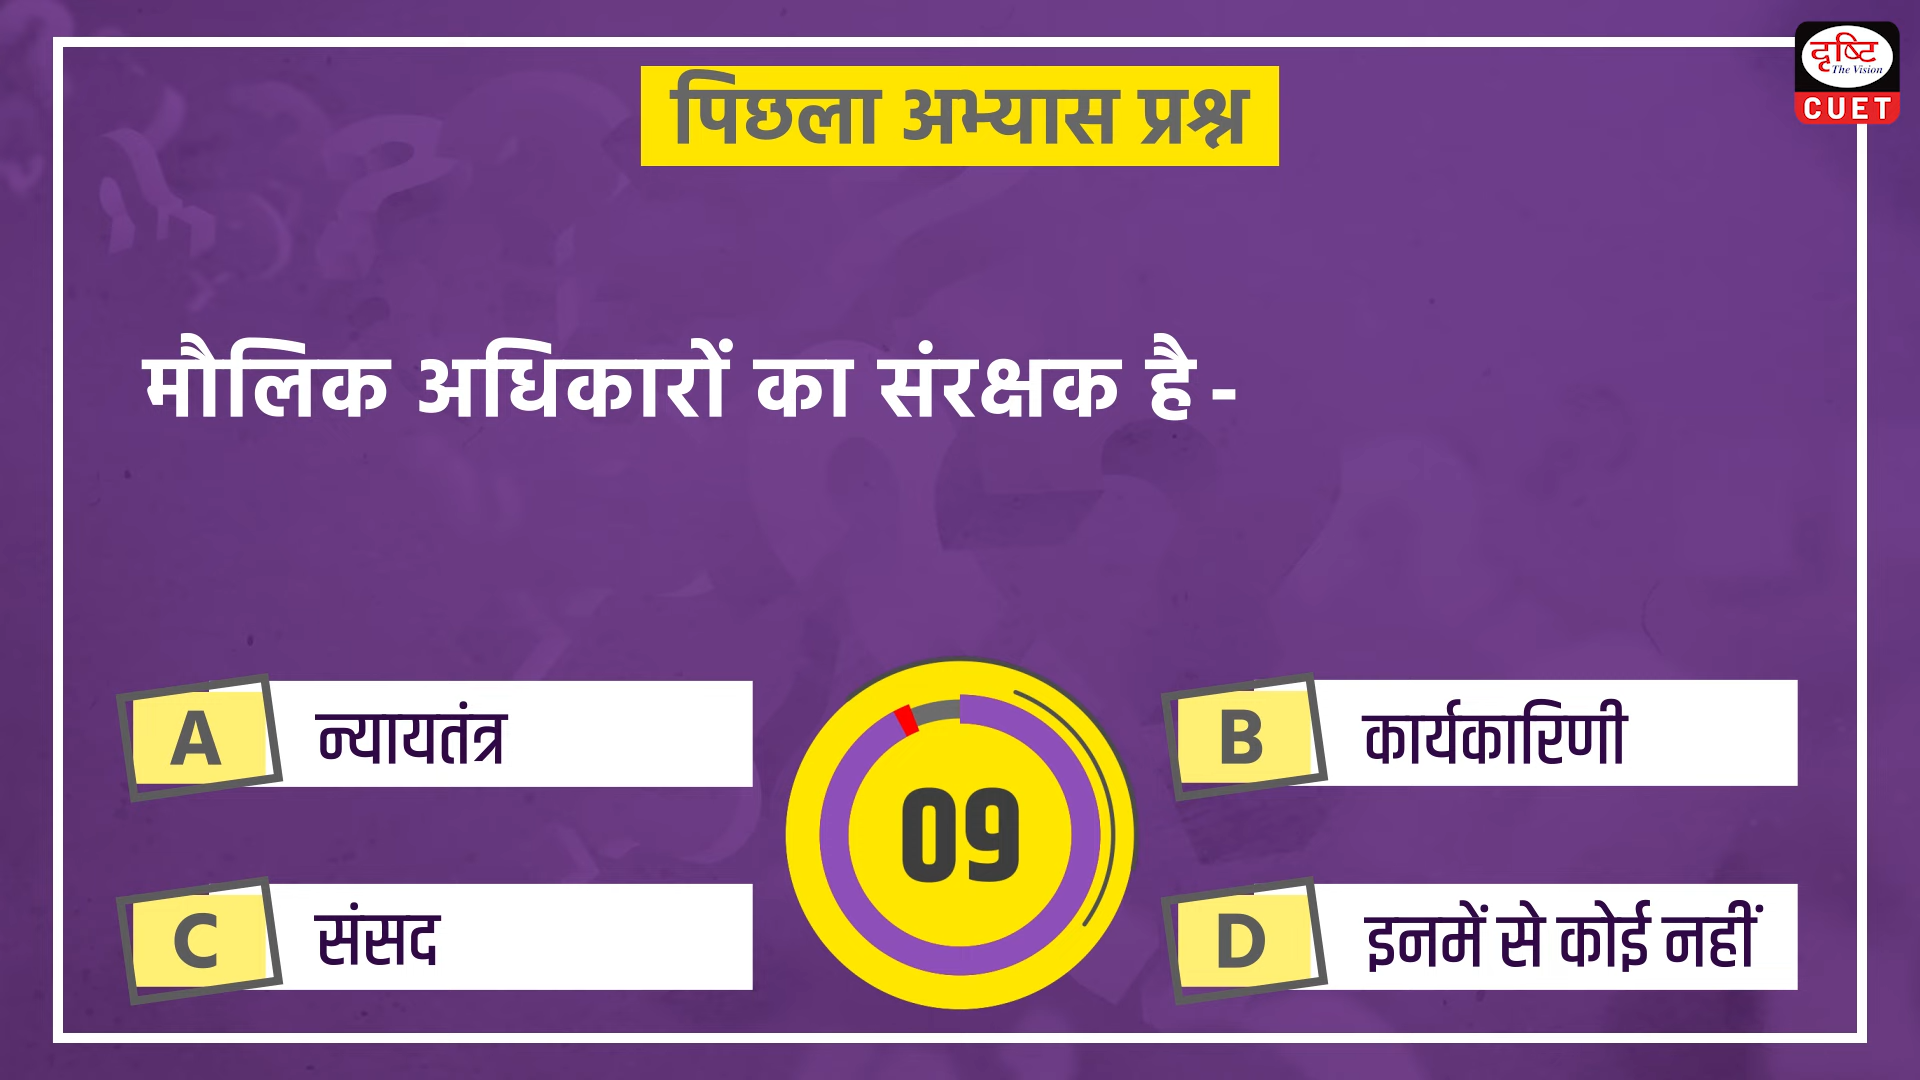 दृष्टि
The Vision
CUET
पिछला अभ्यास प्रश्न
मौलिक अधिकारों का संरक्षक है -
A न्यायतंत्र
B कार्यकारिणी
09
C संसद
D इनमें से कोई नहीं